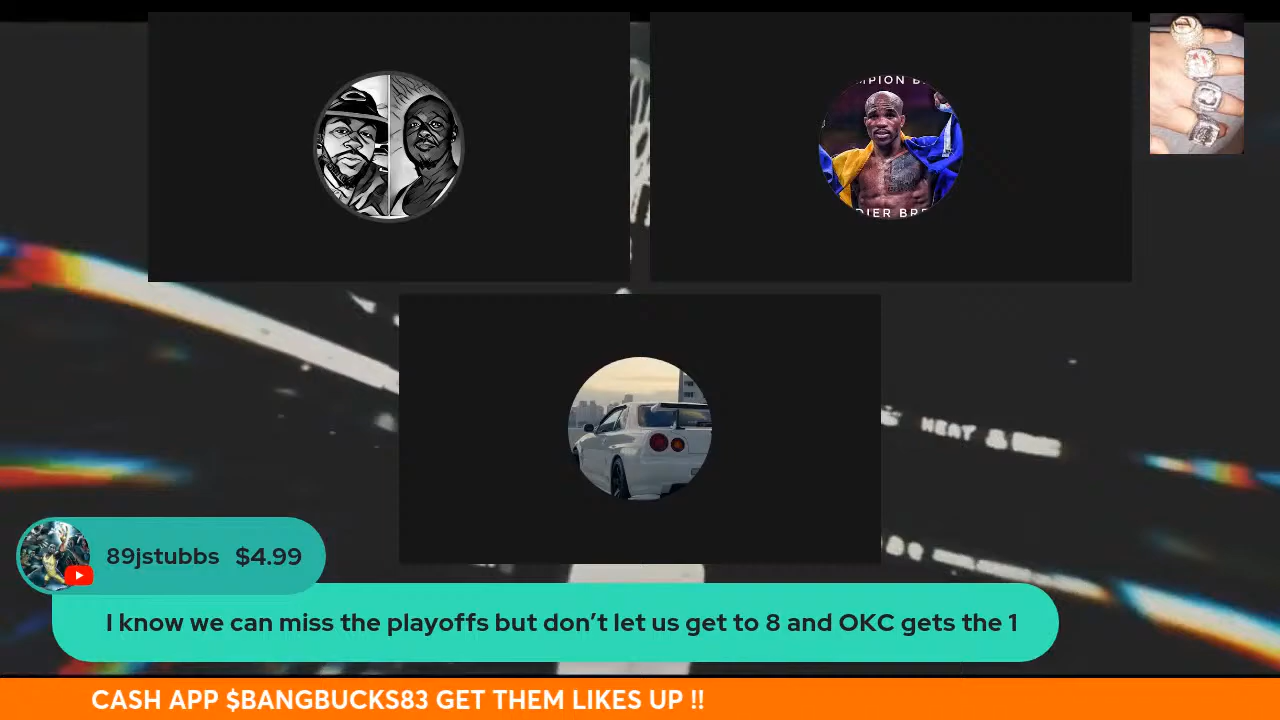 HEAT &
89jstubbs $4.99
I know we can miss the playoffs but don’t let us get to 8 and OKC gets the 1
CASH APP $BANGBUCKS83 GET THEM LIKES UP !!